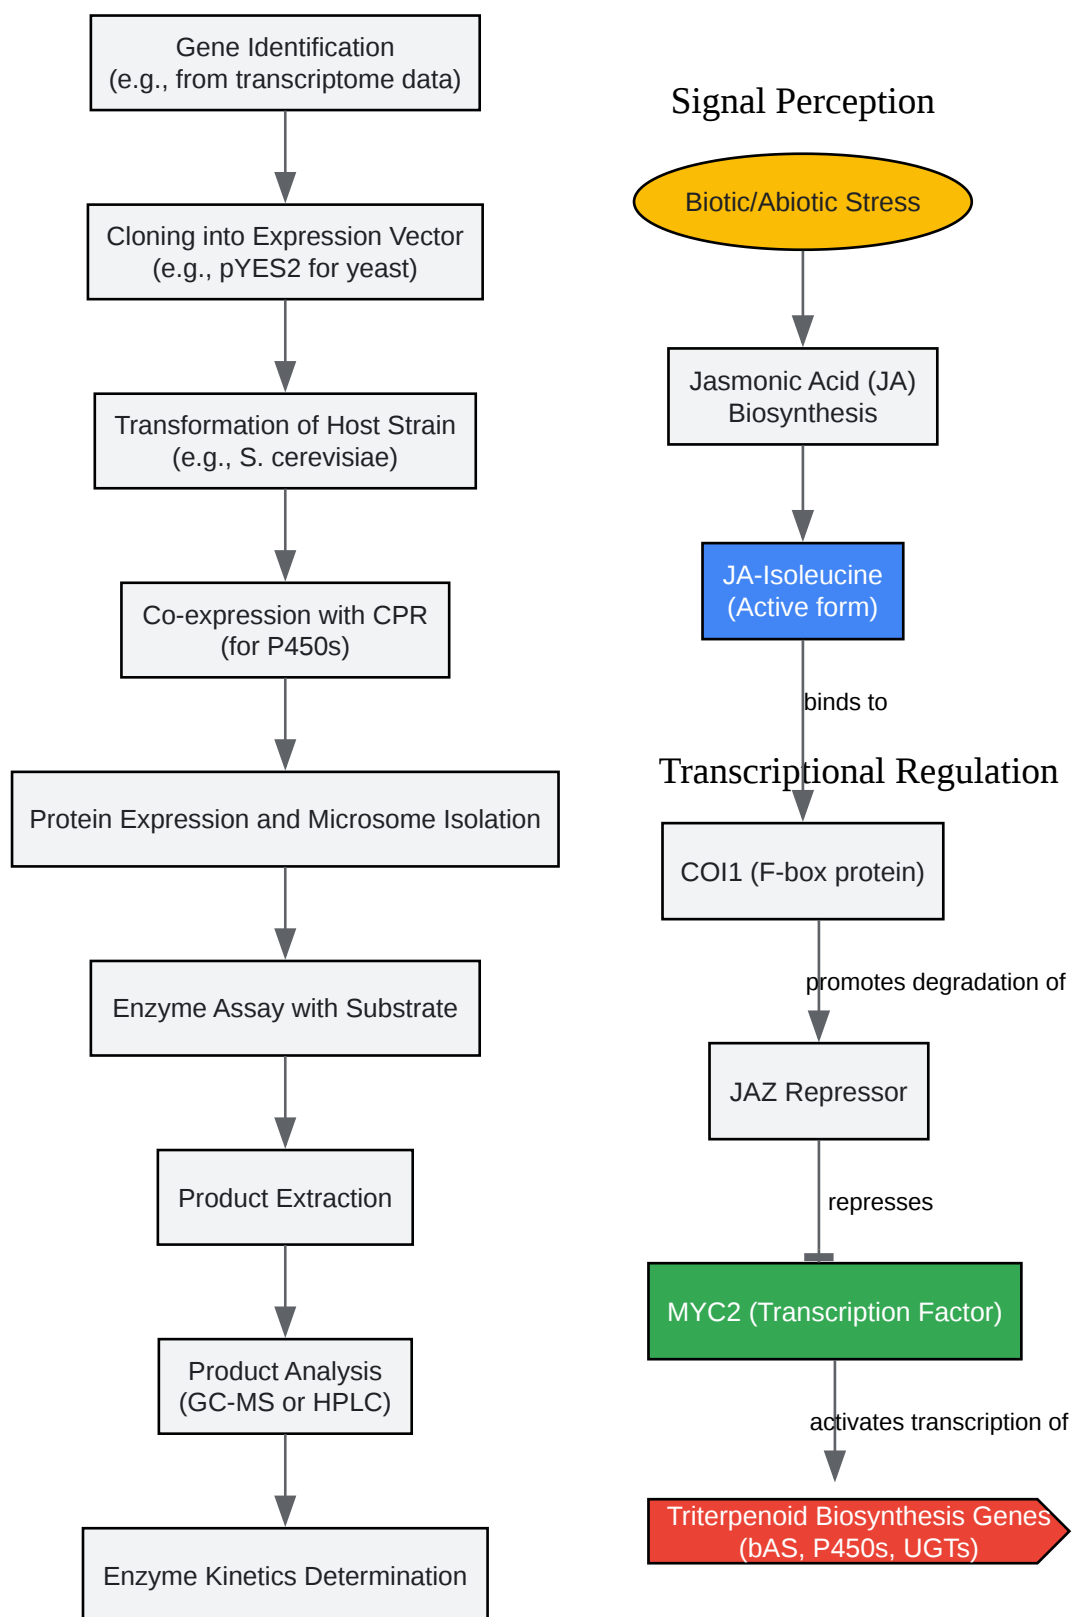 Gene Identification
(e.g., from transcriptome data)
Cloning into Expression Vector
(e.g., pYES2 for yeast)
Transformation of Host Strain
(e.g., S. cerevisiae)
Co-expression with CPR
(for P450s)
Protein Expression and Microsome Isolation
Enzyme Assay with Substrate
Product Extraction
Product Analysis
(GC-MS or HPLC)
Enzyme Kinetics Determination
Signal Perception
Biotic/Abiotic Stress
Jasmonic Acid (JA)
Biosynthesis
JA-Isoleucine
(Active form)
binds to
Transcriptional Regulation
COI1 (F-box protein)
promotes degradation of
JAZ Repressor
represses
MYC2 (Transcription Factor)
activates transcription of
Triterpenoid Biosynthesis Genes
(bAS, P450s, UGTs)